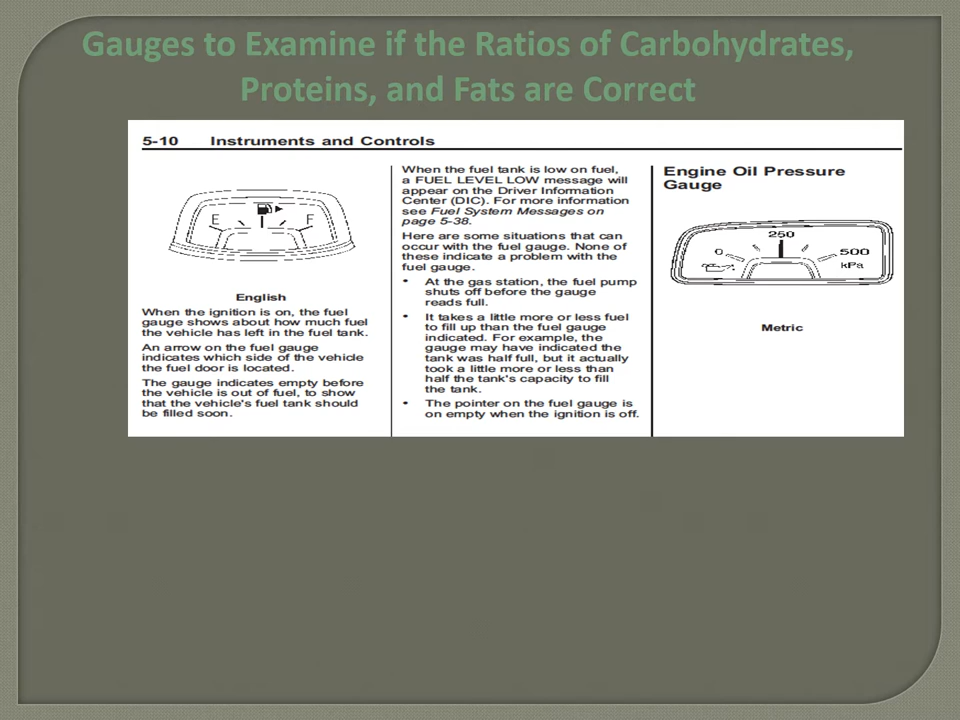 Gauges to Examine if the Ratios of Carbohydrates,
Proteins, and Fats are Correct
5-10 Instruments and Controls
E F
English
When the ignition is on, the fuel
gauge shows about how much fuel
the vehicle has left in the fuel tank.
An arrow on the fuel gauge
indicates which side of the vehicle
the fuel door is located.
The gauge indicates empty before
the vehicle is out of fuel, to show
that the vehicle's fuel tank should
be filled soon.
When the fuel tank is low on fuel,
a FUEL LEVEL LOW message will
appear on the Driver Information
Center (DIC). For more information
see Fuel System Messages on
page 5-38.
Here are some situations that can
occur with the fuel gauge. None of
these indicate a problem with the
fuel gauge.
• At the gas station, the fuel pump
shuts off before the gauge
reads full.
• It takes a little more or less fuel
to fill up than the fuel gauge
indicated. For example, the
gauge may have indicated the
tank was half full, but it actually
took a little more or less than
half the tank's capacity to fill
the tank.
• The pointer on the fuel gauge is
on empty when the ignition is off.
Engine Oil Pressure
Gauge
250
0 500
kPa
Metric